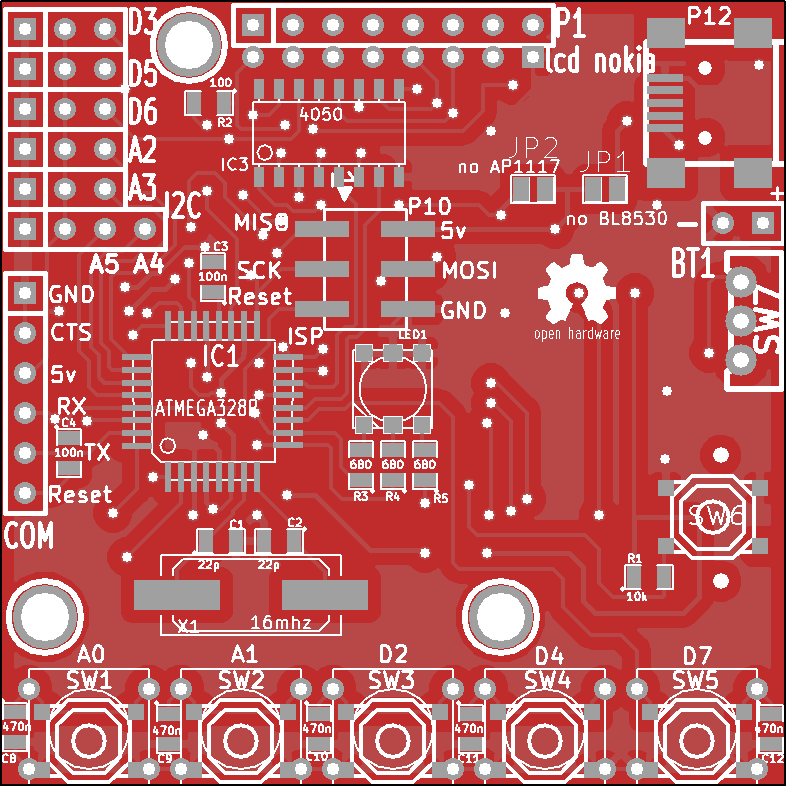 D3
P1
P12
D5
lcd nokia
100
R2
D6
4050
JP2
JP1
A2
IC3
no AP1117
A3
+
I2C
P10
no BL8530
MISO
5v
-
A5 A4
C3
BT1
100n
SCK
MOSI
GND
Reset
GND
SW7
CTS
ISP
LED1
open hardware
IC1
5v
RX
ATMEGA328P
C4
100n
TX
680
680
680
Reset
R3
R4
R5
SW6
COM
C1
C2
22p
22p
R1
10k
X1
16mhz
A0
A1
D2
D4
D7
SW1
SW2
SW3
SW4
SW5
470n
470n
470n
470n
470n
C8
C9
C10
C11
C12